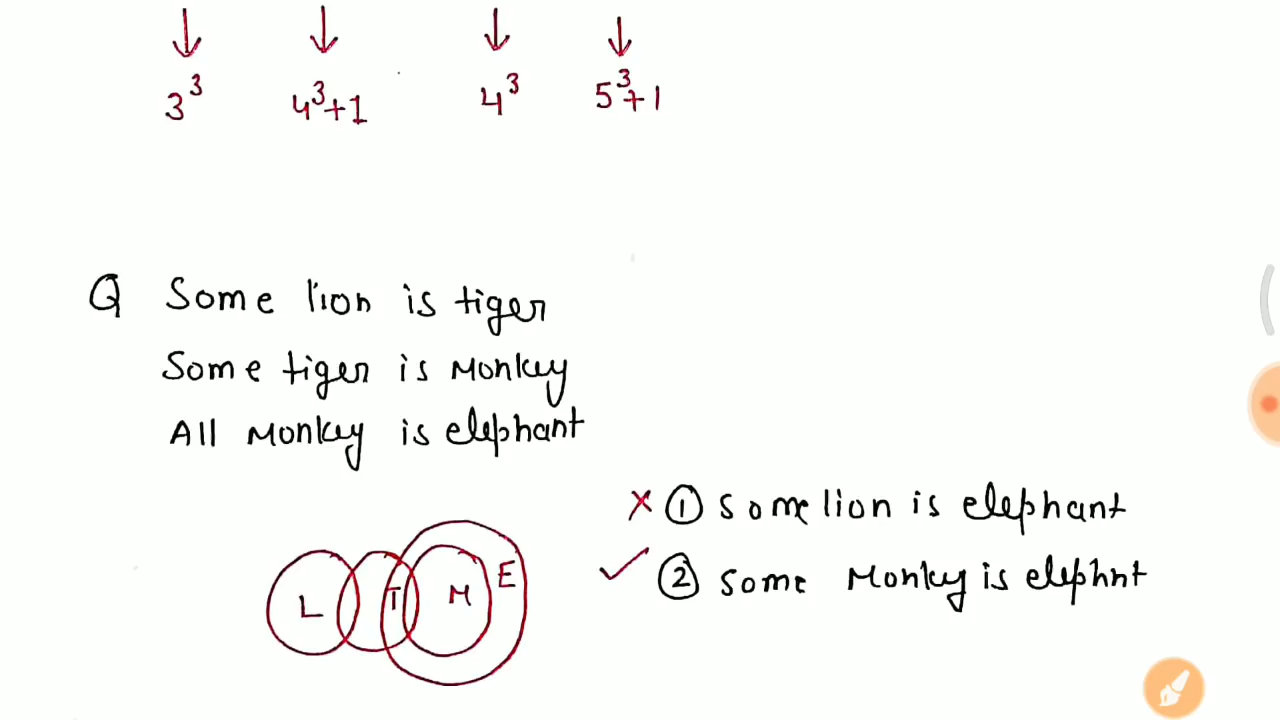 3³ 4³+1 4³ 5³+1
Q Some lion is tiger
Some tiger is Monkey
All Monkey is elephant
① Some lion is elephant
② Some Monkey is elephnt
L T M E